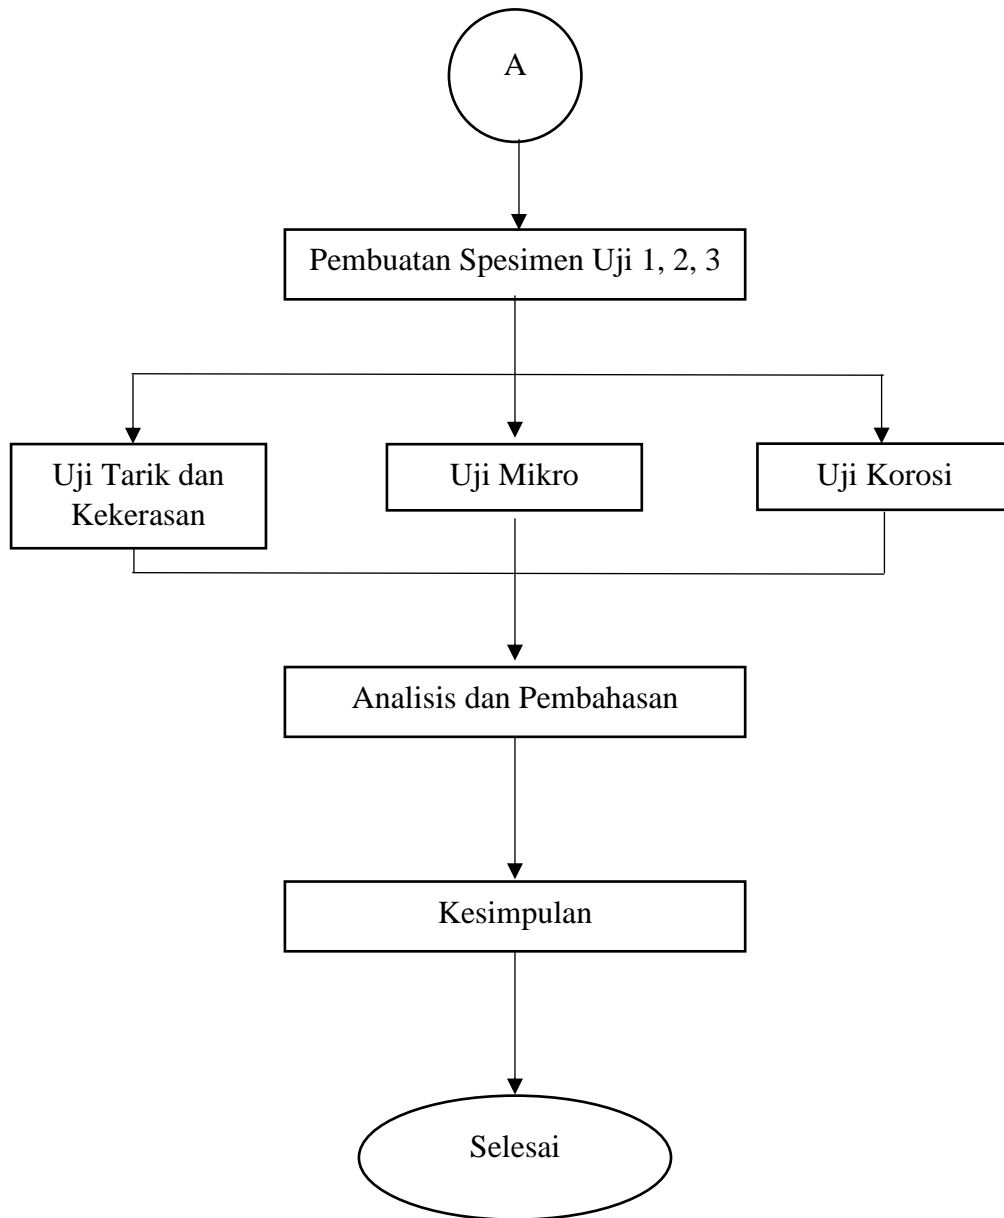 A
Pembuatan Spesimen Uji 1, 2, 3
Uji Tarik dan
Kekerasan
Uji Mikro
Uji Korosi
Analisis dan Pembahasan
Kesimpulan
Selesai